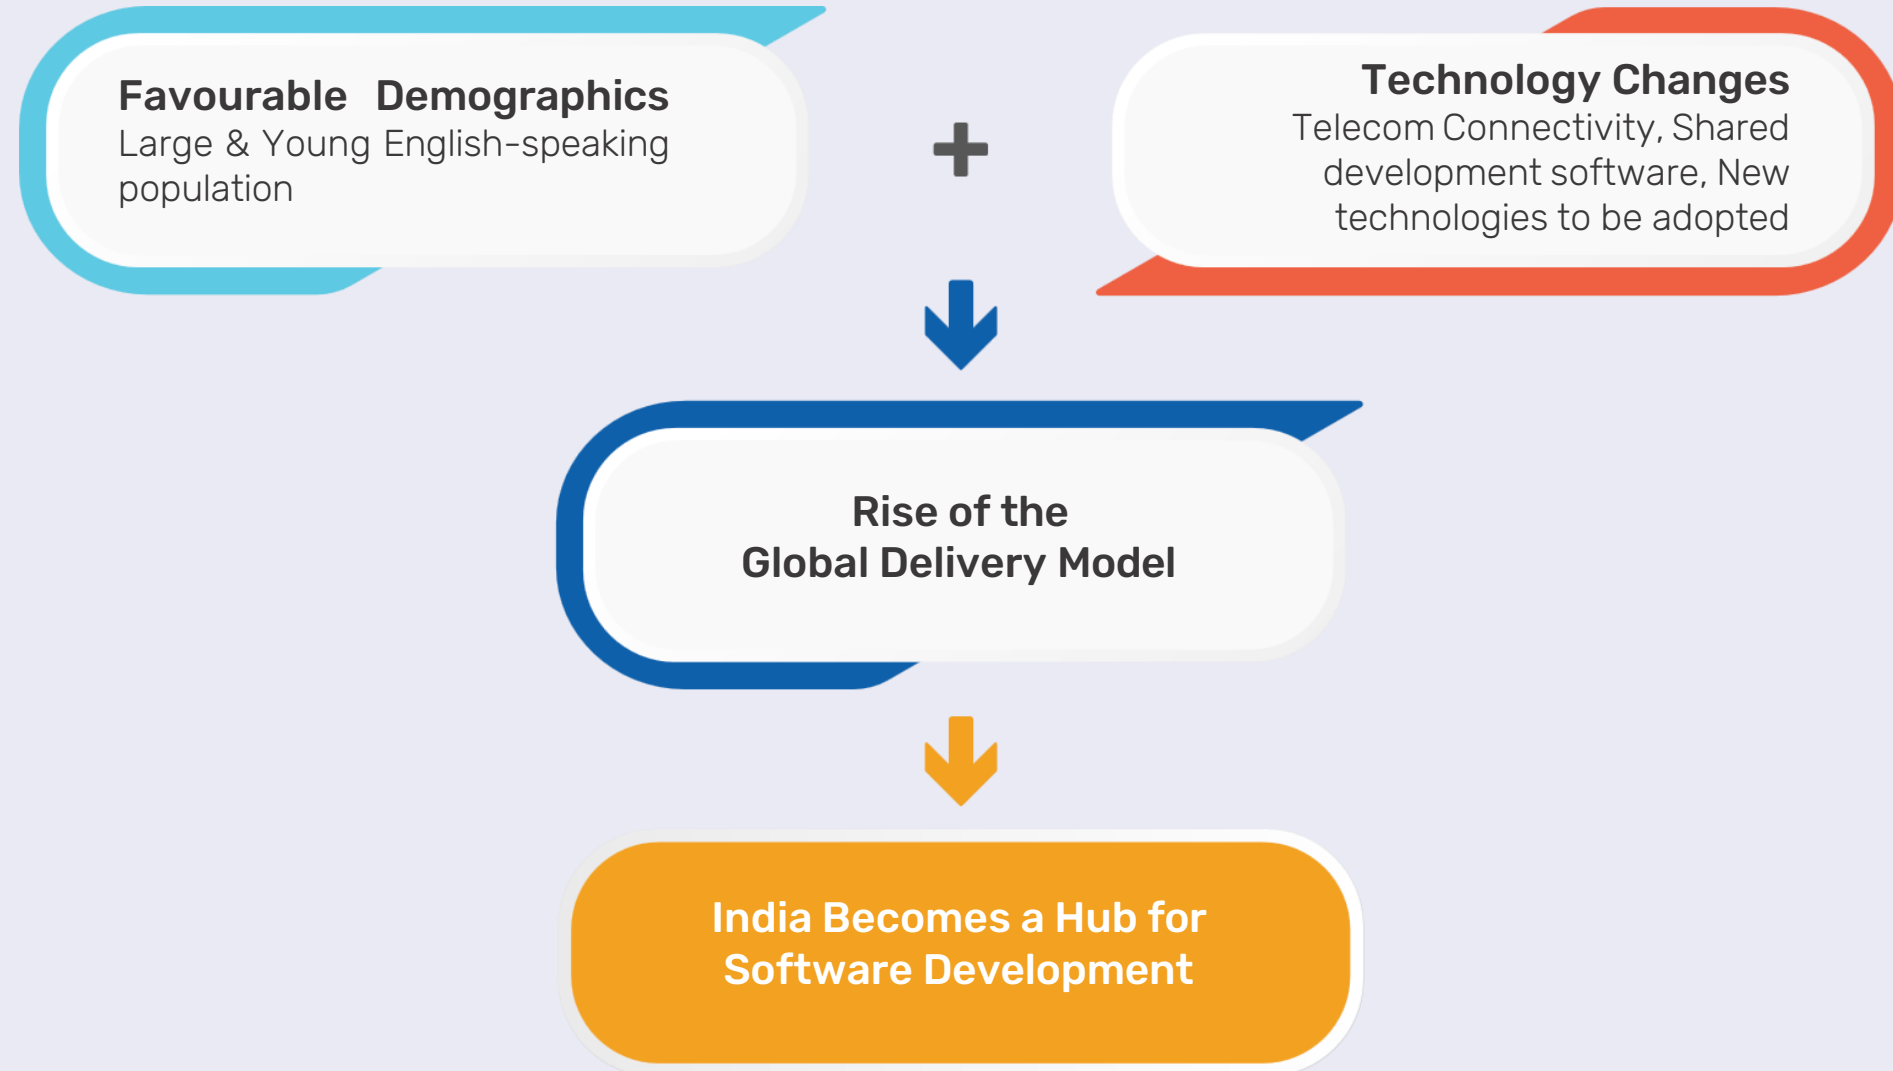 Favourable Demographics
Large & Young English-speaking
population
Technology Changes
Telecom Connectivity, Shared
development software, New
technologies to be adopted
Rise of the
Global Delivery Model
India Becomes a Hub for
Software Development